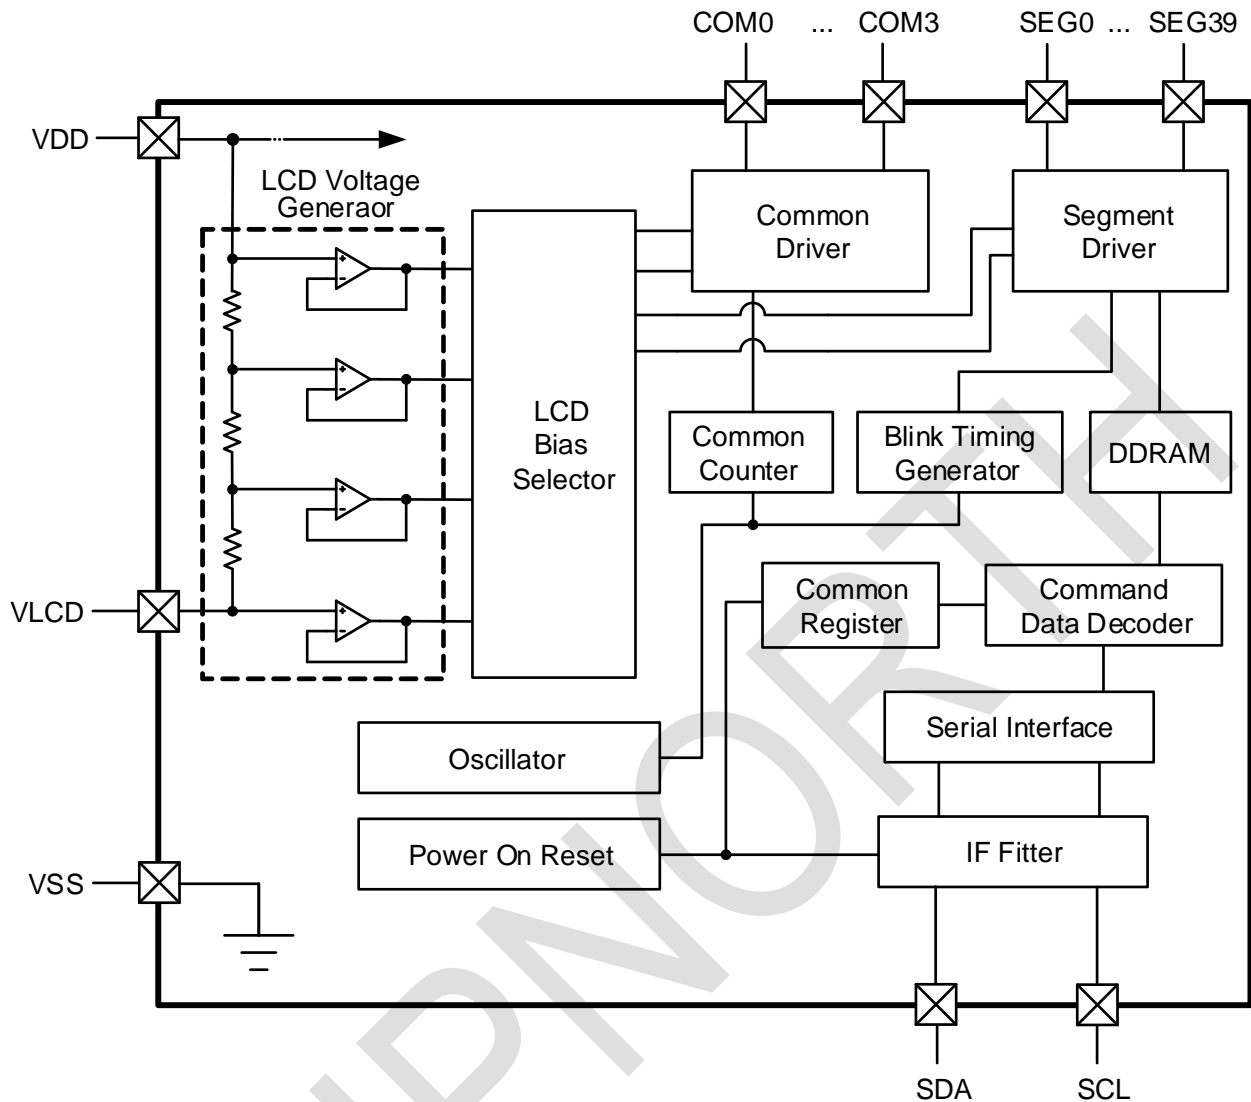 COM0 ... COM3 SEG0 ... SEG39
VDD
LCD Voltage
Generaor
Common
Driver
Segment
Driver
LCD
Bias
Selector
Common
Counter
Blink Timing
Generator
DDRAM
VLCD
Common
Register
Command
Data Decoder
Serial Interface
Oscillator
Power On Reset
IF Fitter
VSS
SDA
SCL